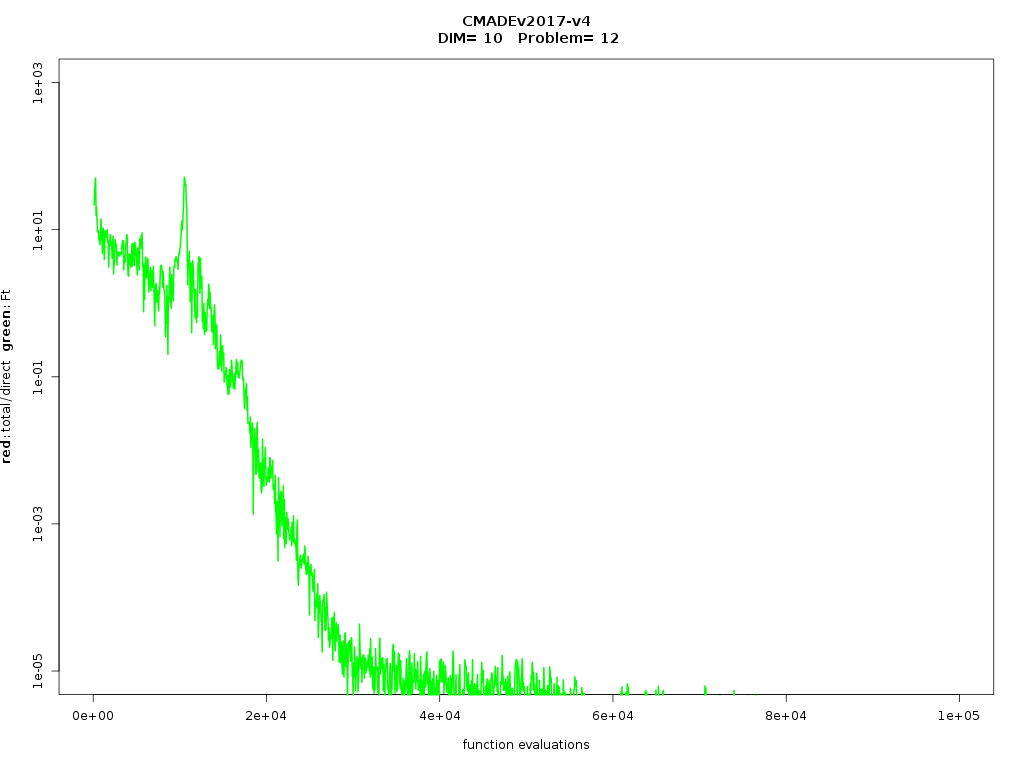 CMADEv2017-v4
DIM= 10 Problem= 12
1e+03
1e+01
1e-01
1e-03
1e-05
red: total/direct green: Ft
0e+00 2e+04 4e+04 6e+04 8e+04 1e+05
function evaluations